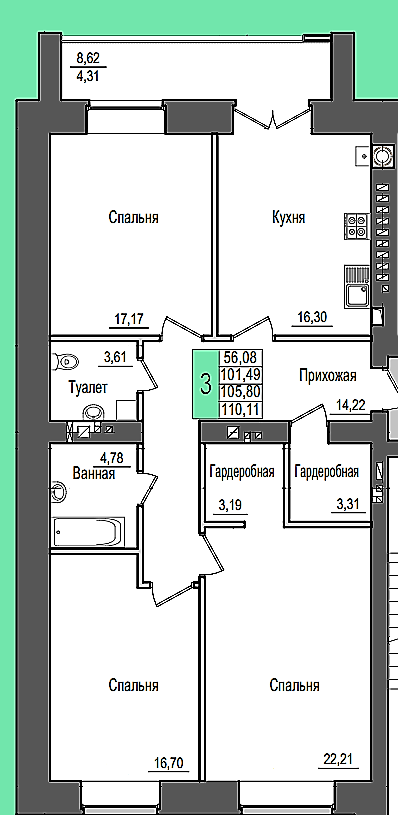 8,62
4,31
Спальня
Кухня
17,17
16,30
3,61
Туалет
3
56,08
101,49
105,80
110,11
Прихожая
14,22
4,78
Ванная
Гардеробная
3,19
Гардеробная
3,31
Спальня
16,70
Спальня
22,21